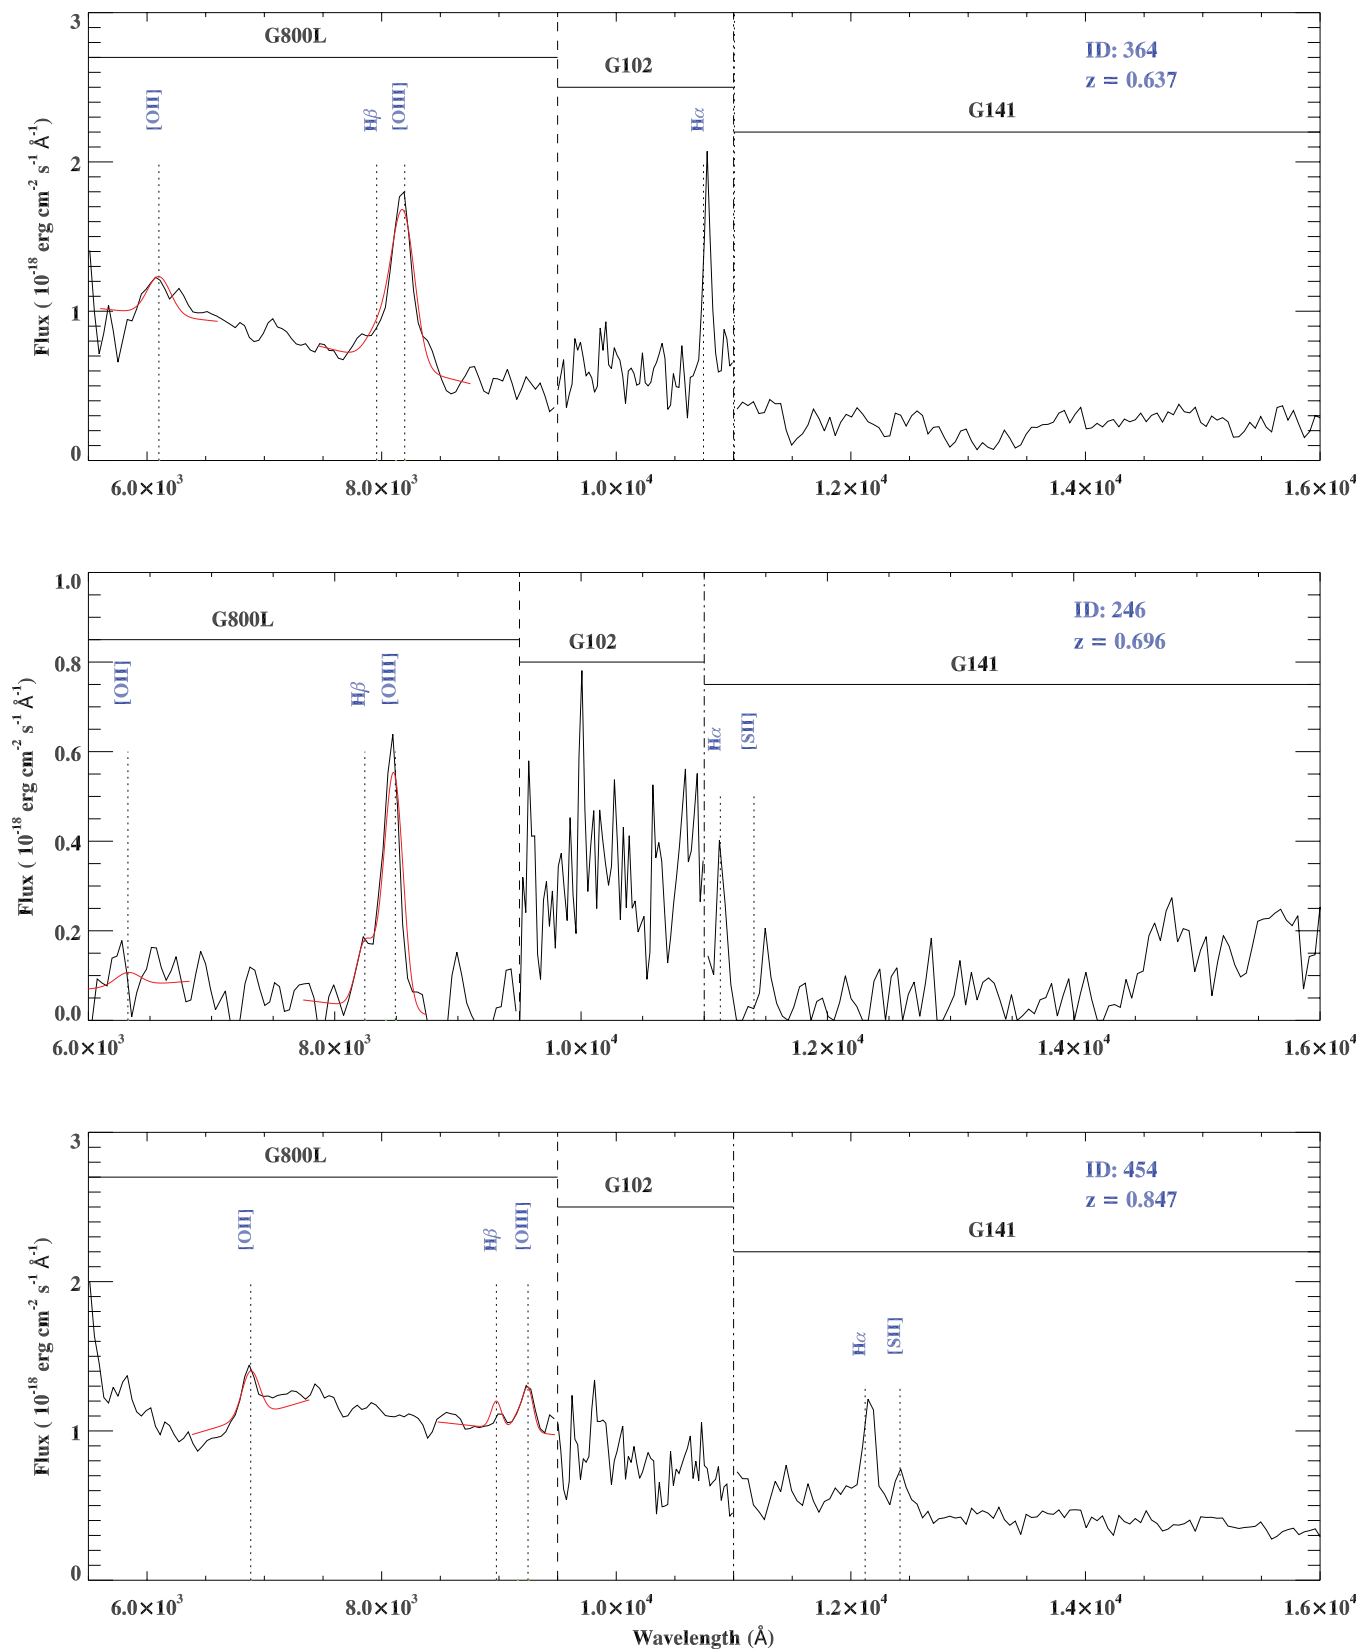 G800L
G102
G141
ID: 364
z = 0.637
[OII]
Hβ
[OIII]
Hα
Flux ( 10⁻¹⁸ erg cm⁻² s⁻¹ Å⁻¹)
3
2
1
0
6.0×10³
8.0×10³
1.0×10⁴
1.2×10⁴
1.4×10⁴
1.6×10⁴
G800L
G102
G141
ID: 246
z = 0.696
[OII]
Hβ
[OIII]
Hα
[SII]
Flux ( 10⁻¹⁸ erg cm⁻² s⁻¹ Å⁻¹)
1.0
0.8
0.6
0.4
0.2
0.0
6.0×10³
8.0×10³
1.0×10⁴
1.2×10⁴
1.4×10⁴
1.6×10⁴
G800L
G102
G141
ID: 454
z = 0.847
[OII]
Hβ
[OIII]
Hα
[SII]
Flux ( 10⁻¹⁸ erg cm⁻² s⁻¹ Å⁻¹)
3
2
1
0
6.0×10³
8.0×10³
1.0×10⁴
1.2×10⁴
1.4×10⁴
1.6×10⁴
Wavelength (Å)